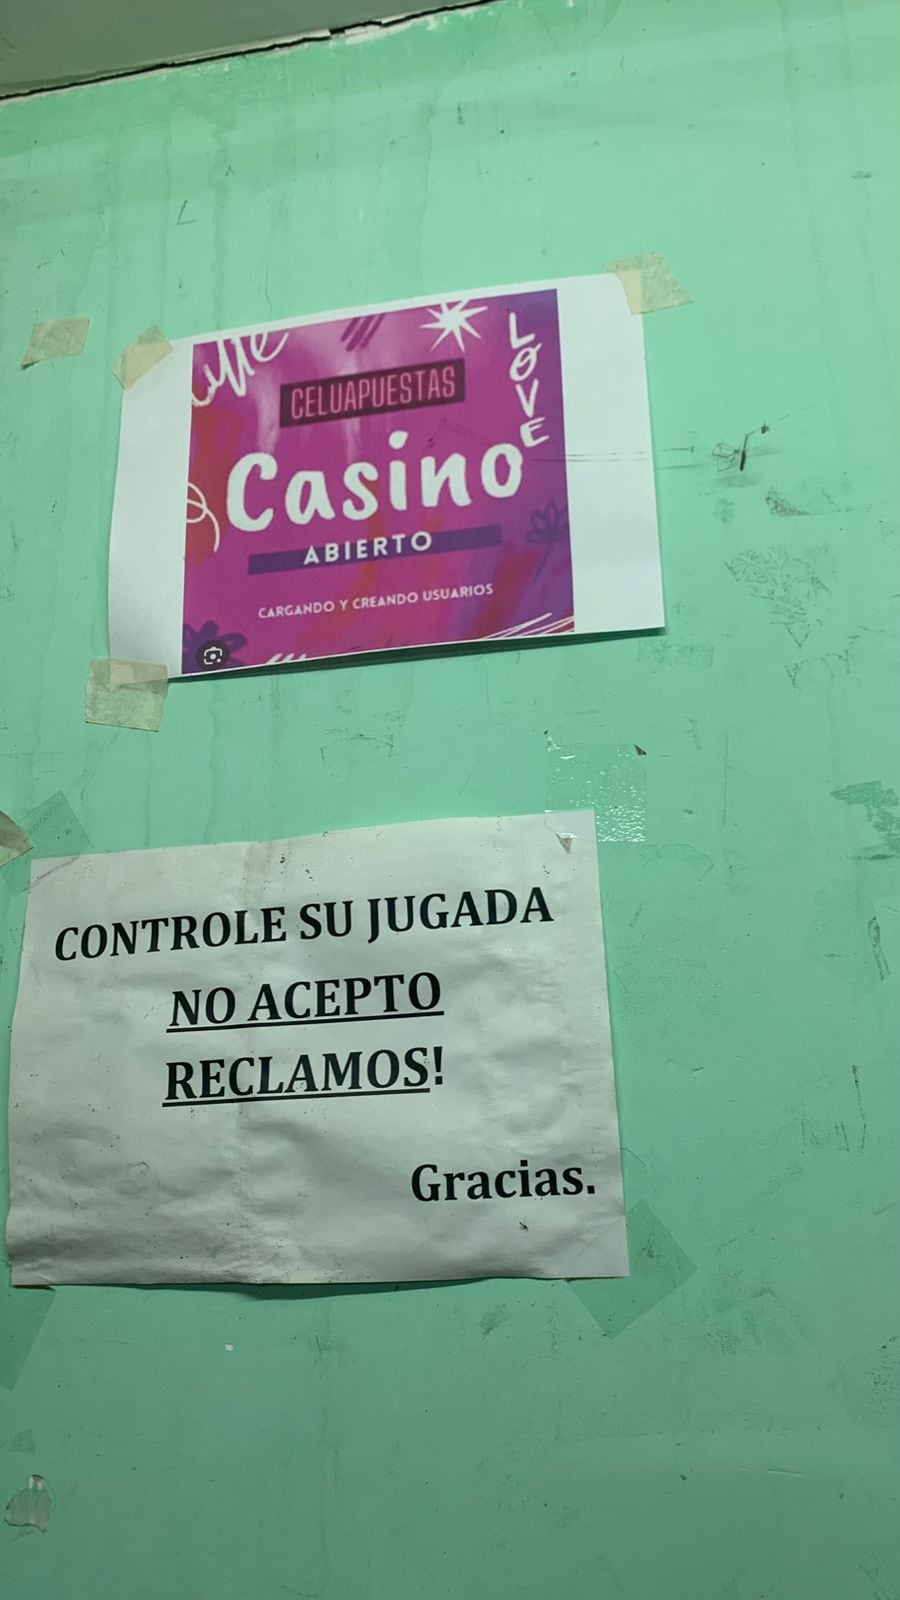 LOVE
CELUAPUESTAS
Casino
ABIERTO
CARGANDO Y CREANDO USUARIOS
CONTROLE SU JUGADA
NO ACEPTO
RECLAMOS!
Gracias.